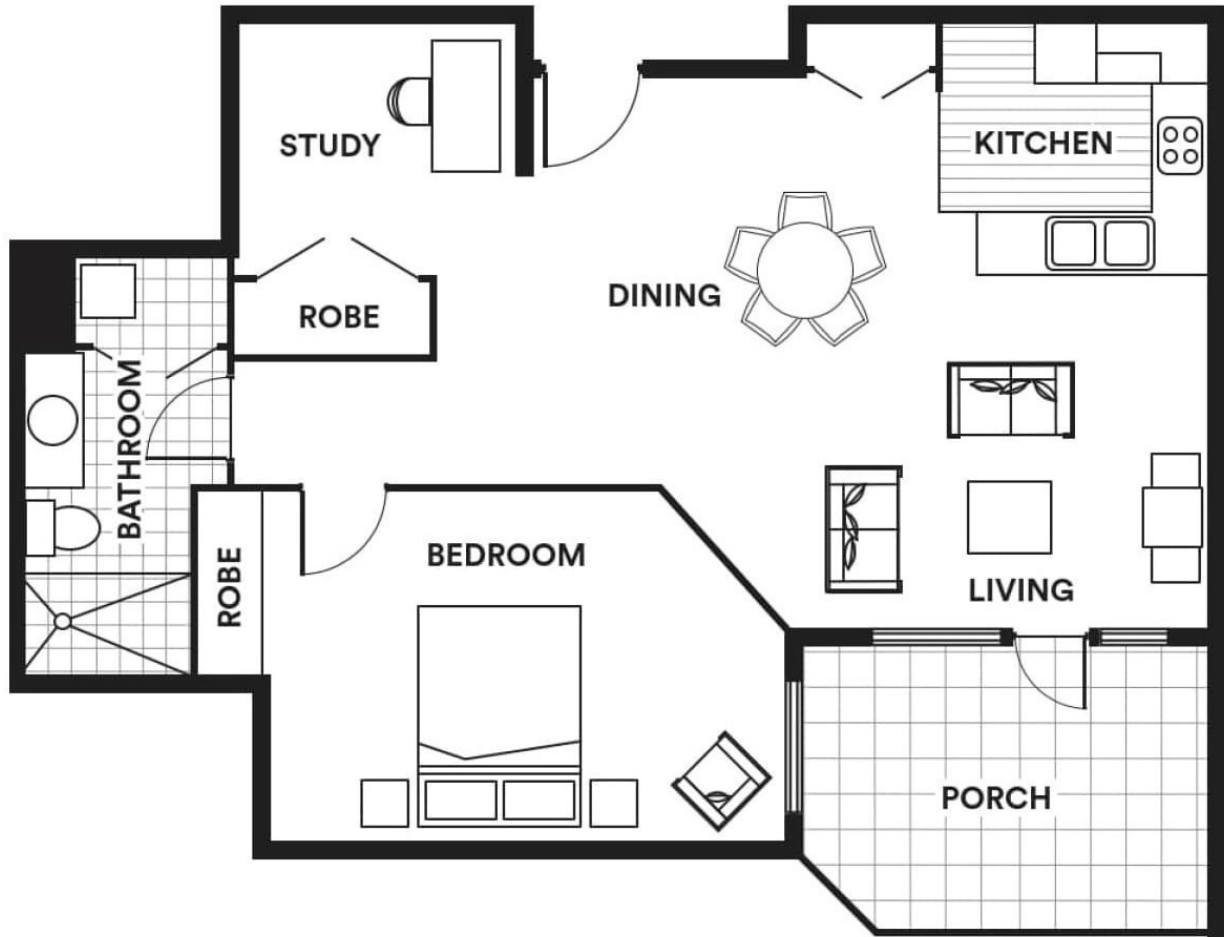 STUDY
KITCHEN
DINING
ROBE
BATHROOM
BEDROOM
ROBE
LIVING
PORCH